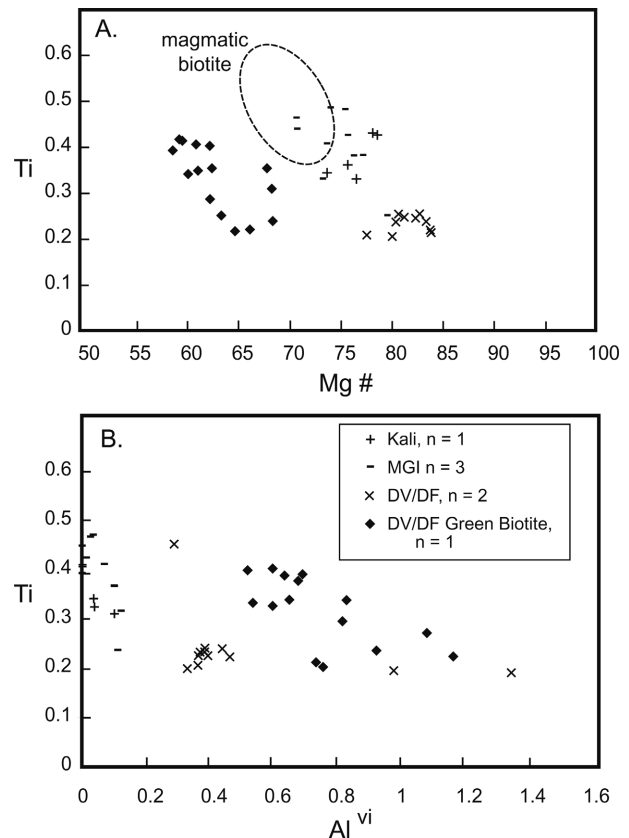 A.
magmatic
biotite
0.6
0.5
0.4
Ti
0.3
0.2
0.1
0
50 55 60 65 70 75 80 85 90 95 100
Mg #
B.
Kali, n = 1
MGI n = 3
DV/DF, n = 2
DV/DF Green Biotite,
n = 1
0.6
0.5
0.4
Ti
0.3
0.2
0.1
0
0 0.2 0.4 0.6 0.8 1 1.2 1.4 1.6
Al vi